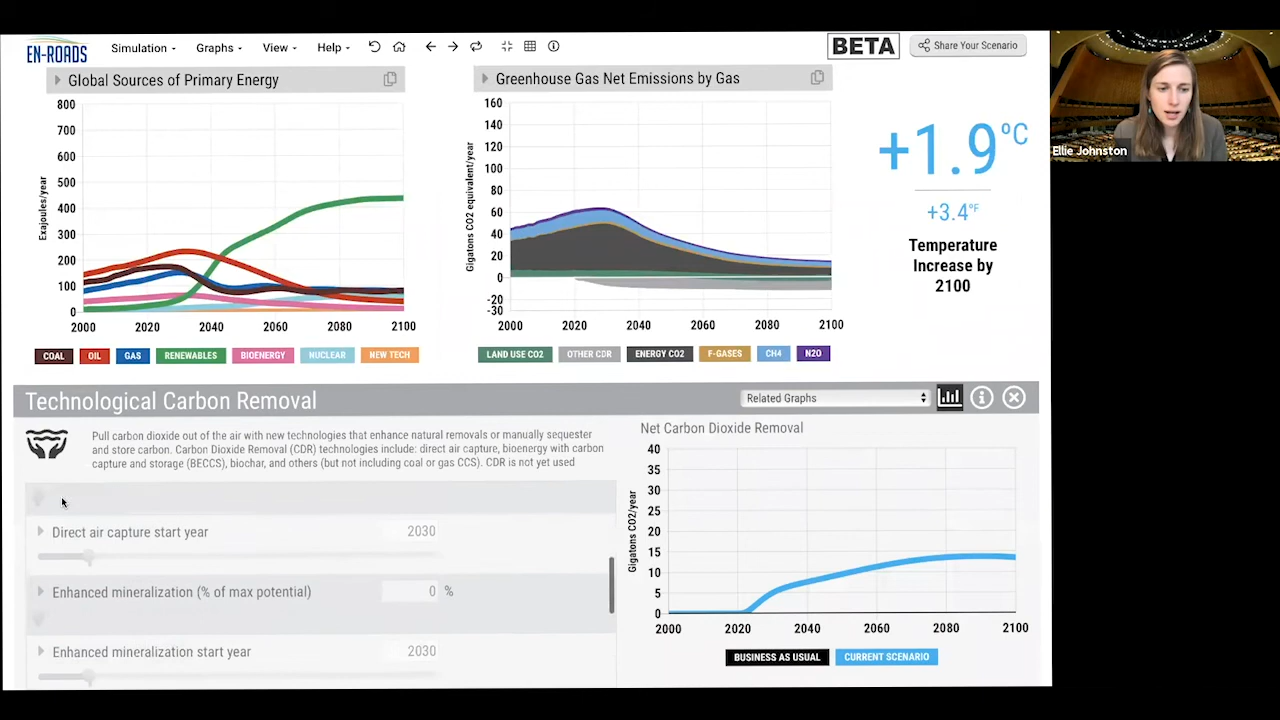 EN-ROADS
Simulation
Graphs
View
Help
BETA
Share Your Scenario
Global Sources of Primary Energy
800
700
600
500
400
300
200
100
0
Exajoules/year
2000 2020 2040 2060 2080 2100
COAL OIL GAS RENEWABLES BIOENERGY NUCLEAR NEW TECH
Greenhouse Gas Net Emissions by Gas
160
140
120
100
80
60
40
20
0
-20
-30
Gigatons CO2 equivalent/year
2000 2020 2040 2060 2080 2100
LAND USE CO2 OTHER CDR ENERGY CO2 F-GASES CH4 N2O
+1.9°C
+3.4°F
Temperature
Increase by
2100
Ellie Johnston
Technological Carbon Removal
Related Graphs
Pull carbon dioxide out of the air with new technologies that enhance natural removals or manually sequester
and store carbon. Carbon Dioxide Removal (CDR) technologies include: direct air capture, bioenergy with carbon
capture and storage (BECCS), biochar, and others (but not including coal or gas CCS). CDR is not yet used
Direct air capture start year 2030
Enhanced mineralization (% of max potential) 0 %
Enhanced mineralization start year 2030
Net Carbon Dioxide Removal
40
35
30
25
20
15
10
5
0
Gigatons CO2/year
2000 2020 2040 2060 2080 2100
BUSINESS AS USUAL CURRENT SCENARIO